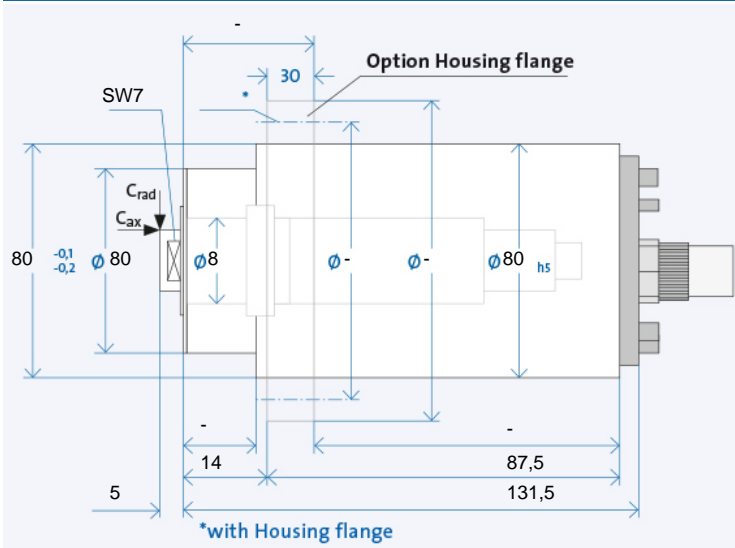 -
Option Housing flange
30
SW7
*
Crad
Cax
80 -0,1 -0,2 Ø 80 Ø8 Ø- Ø- Ø80 h5
- -
14 87,5
5 131,5
*with Housing flange